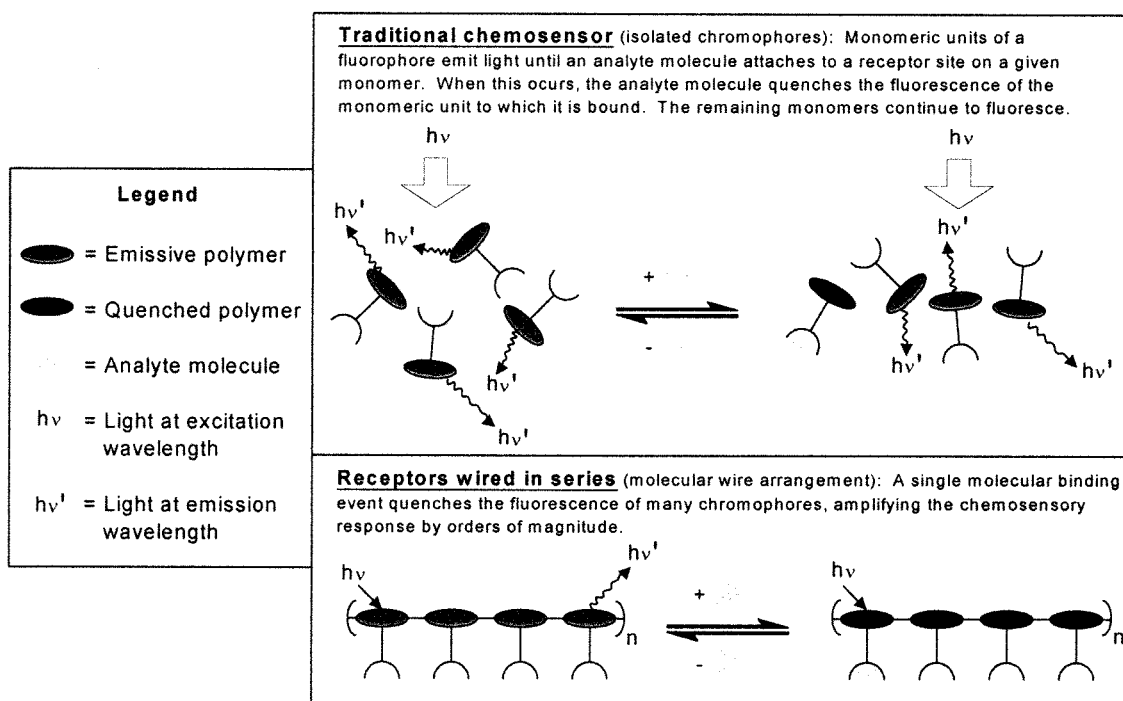 Traditional chemosensor (isolated chromophores): Monomeric units of a
fluorophore emit light until an analyte molecule attaches to a receptor site on a given
monomer. When this occurs, the analyte molecule quenches the fluorescence of
the monomeric unit to which it is bound. The remaining monomers continue to fluoresce.
hν
hν
hν'
hν'
hν'
hν'
+
-
hν'
hν'
hν'
Legend
= Emissive polymer
= Quenched polymer
= Analyte molecule
hν = Light at excitation
wavelength
hν' = Light at emission
wavelength
Receptors wired in series (molecular wire arrangement): A single molecular binding
event quenches the fluorescence of many chromophores, amplifying the chemosensory
response by orders of magnitude.
hν
hν'
n
+
-
hν
n